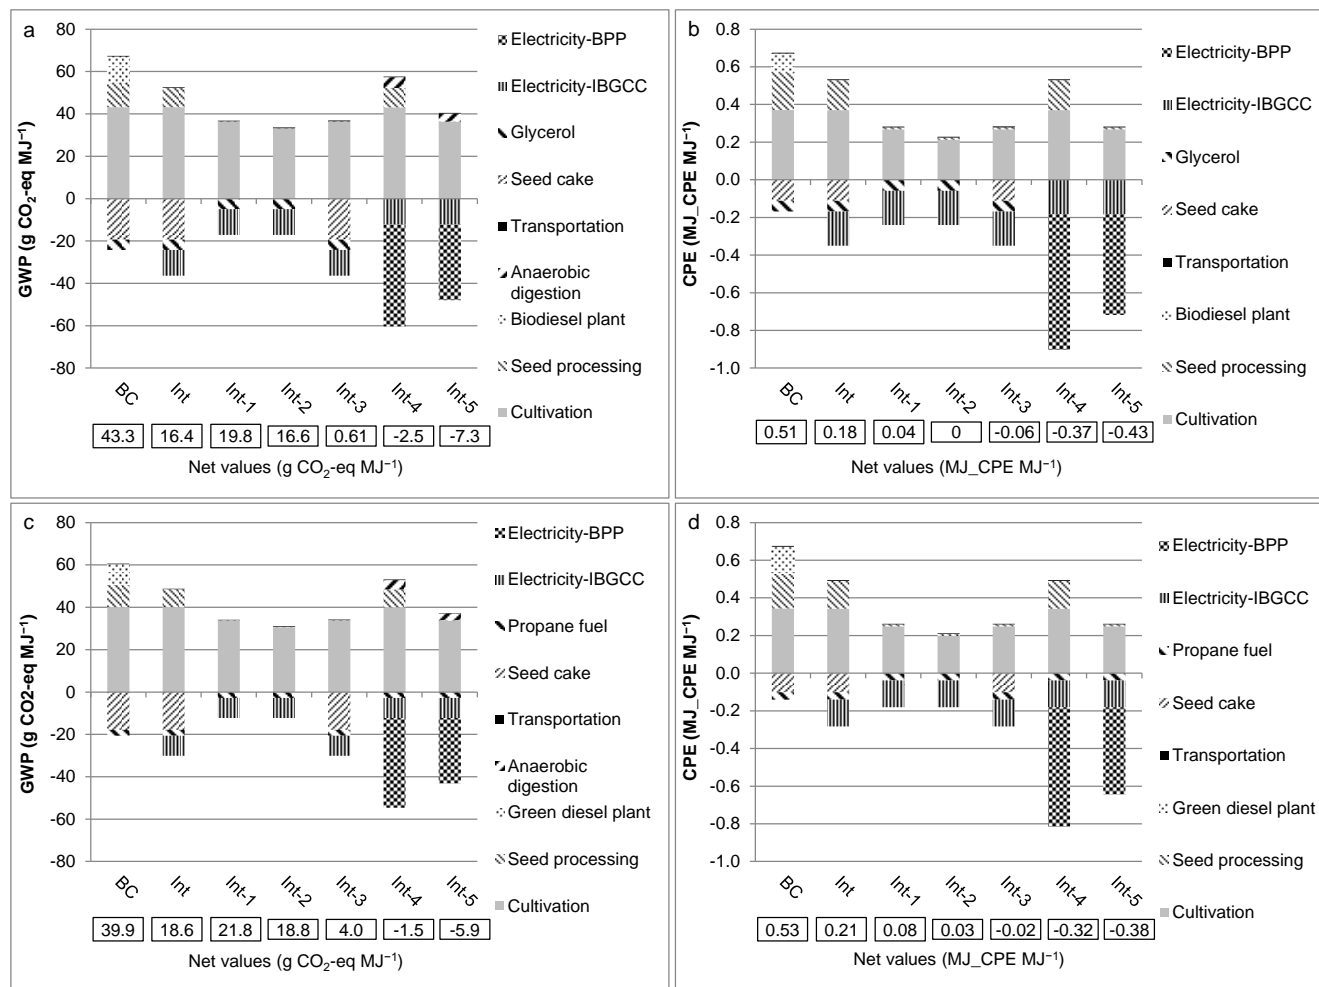 a
GWP (g CO₂-eq MJ⁻¹)
80
60
40
20
0
-20
-40
-60
-80
BC
Int
Int-1
Int-2
Int-3
Int-4
Int-5
43.3 16.4 19.8 16.6 0.61 -2.5 -7.3
Net values (g CO₂-eq MJ⁻¹)
Electricity-BPP
Electricity-IBGCC
Glycerol
Seed cake
Transportation
Anaerobic
digestion
Biodiesel plant
Seed processing
Cultivation
b
CPE (MJ_CPE MJ⁻¹)
0.8
0.6
0.4
0.2
0.0
-0.2
-0.4
-0.6
-0.8
-1.0
BC
Int
Int-1
Int-2
Int-3
Int-4
Int-5
0.51 0.18 0.04 0 -0.06 -0.37 -0.43
Net values (MJ_CPE MJ⁻¹)
Electricity-BPP
Electricity-IBGCC
Glycerol
Seed cake
Transportation
Biodiesel plant
Seed processing
Cultivation
c
GWP (g CO2-eq MJ⁻¹)
80
60
40
20
0
-20
-40
-60
-80
BC
Int
Int-1
Int-2
Int-3
Int-4
Int-5
39.9 18.6 21.8 18.8 4.0 -1.5 -5.9
Net values (g CO₂-eq MJ⁻¹)
Electricity-BPP
Electricity-IBGCC
Propane fuel
Seed cake
Transportation
Anaerobic
digestion
Green diesel plant
Seed processing
Cultivation
d
CPE (MJ_CPE MJ⁻¹)
0.8
0.6
0.4
0.2
0.0
-0.2
-0.4
-0.6
-0.8
-1.0
BC
Int
Int-1
Int-2
Int-3
Int-4
Int-5
0.53 0.21 0.08 0.03 -0.02 -0.32 -0.38
Net values (MJ_CPE MJ⁻¹)
Electricity-BPP
Electricity-IBGCC
Propane fuel
Seed cake
Transportation
Green diesel plant
Seed processing
Cultivation